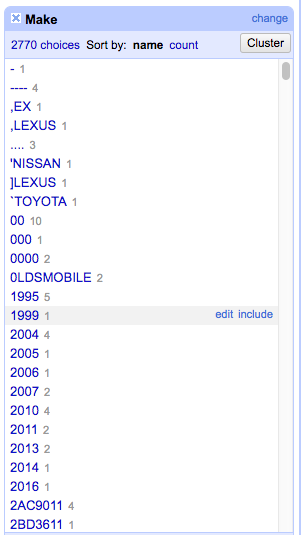 Make change
2770 choices Sort by: name count Cluster
- 1
---- 4
,EX 1
,LEXUS 1
.... 3
'NISSAN 1
]LEXUS 1
`TOYOTA 1
00 10
000 1
0000 2
0LDSMOBILE 2
1995 5
1999 1 edit include
2004 4
2005 1
2006 1
2007 2
2010 4
2011 2
2013 2
2014 1
2016 1
2AC9011 4
2BD3611 1